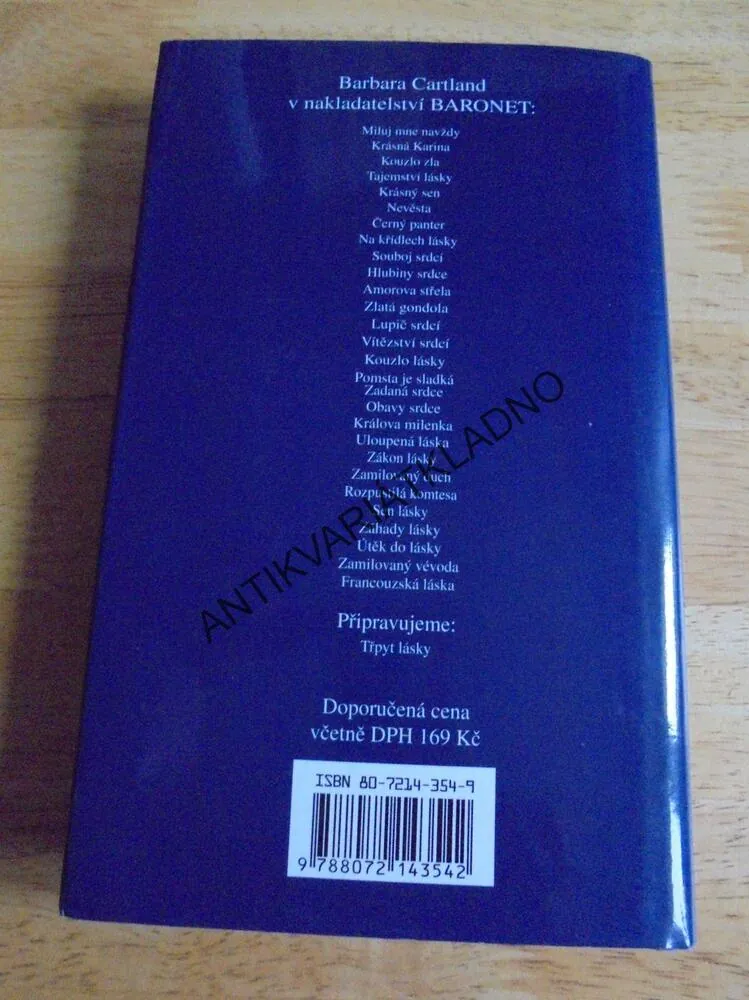 Barbara Cartland
v nakladatelství BARONET:
Miluj mne navždy
Krásná Karina
Kouzlo zla
Tajemství lásky
Krásný sen
Nevěsta
Černý panter
Na křídlech lásky
Souboj srdcí
Hlubiny srdce
Amorova střela
Zlatá gondola
Lupič srdcí
Vítězství srdcí
Kouzlo lásky
Pomsta je sladká
Zadaná srdce
Obavy srdce
Králova milenka
Uloupená láska
Zákon lásky
Zamilovaný duch
Rozpustilá komtesa
Sen lásky
Záhady lásky
Útěk do lásky
Zamilovaný vévoda
Francouzská láska
Připravujeme:
Třpyt lásky
Doporučená cena
včetně DPH 169 Kč
ISBN 80-7214-354-9
9 788072 143542
ANTIKVARIÁTKLADNO